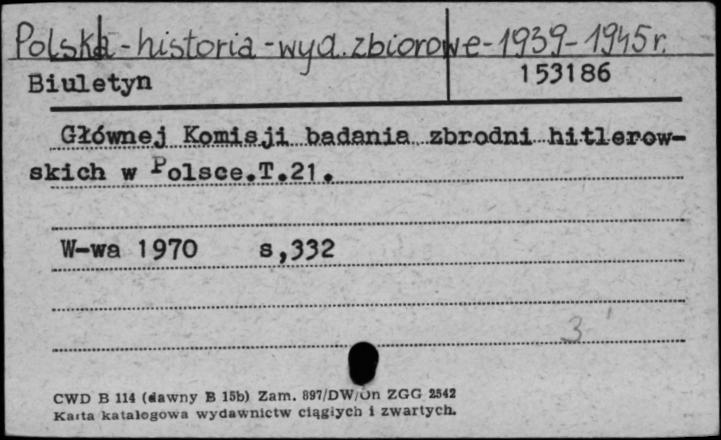 Polska - historia - wyd. zbiorowe - 1939-1945 r.
Biuletyn 153186
Głównej Komisji badania zbrodni hitlerow-
skich w Polsce.T.21.
W-wa 1970 s,332
3
CWD B 114 (dawny B 15b) Zam. 897/DW/On ZGG 2542
Karta katalogowa wydawnictw ciągłych i zwartych.